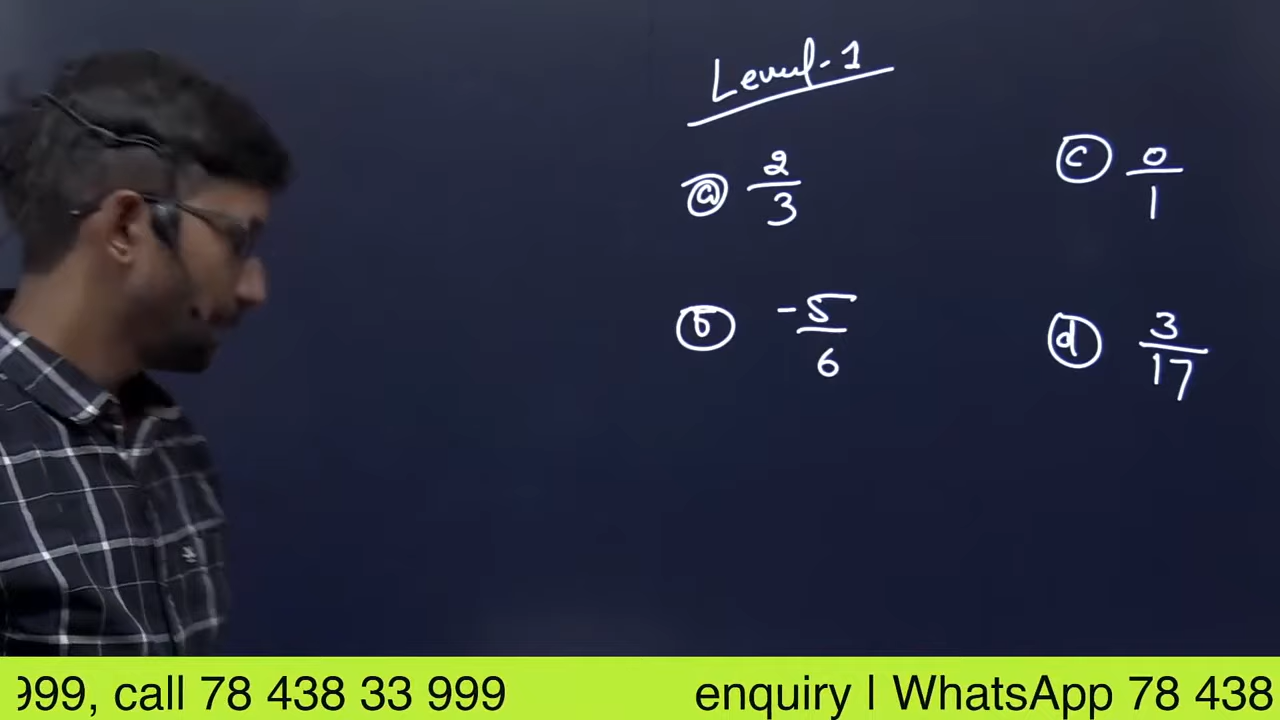 Level-1
(a) 2/3
(b) -5/6
(c) 0/1
(d) 3/17
999, call 78 438 33 999 enquiry | WhatsApp 78 438